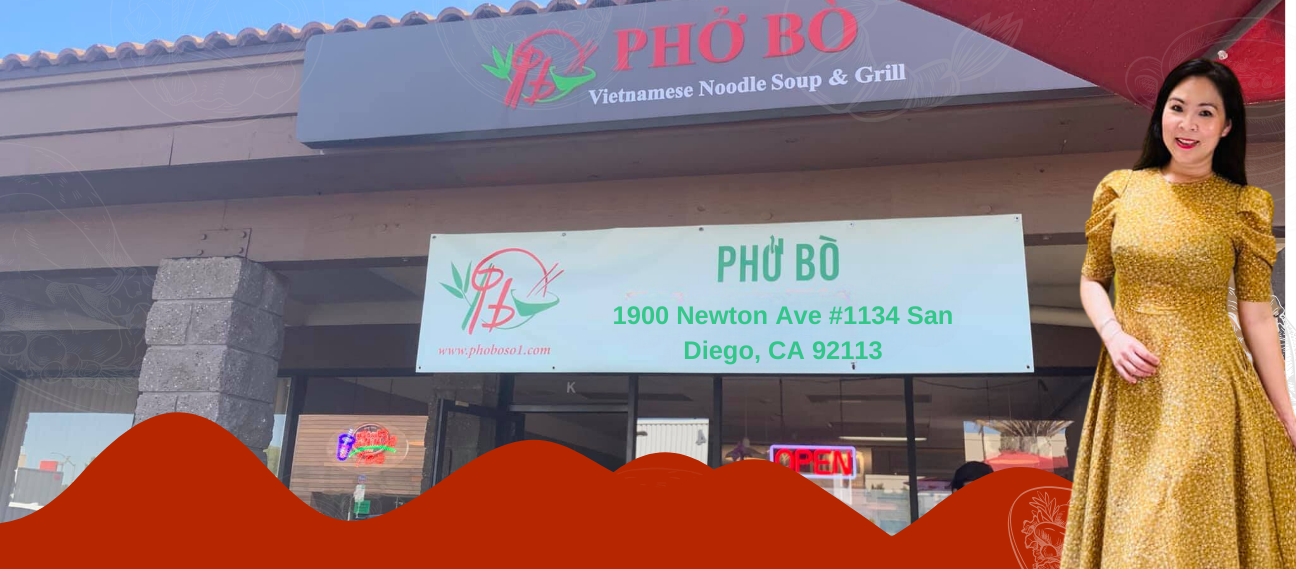 PHỞ BÒ
Vietnamese Noodle Soup & Grill
PHỞ BÒ
1900 Newton Ave #1134 San
Diego, CA 92113
www.phoboso1.com
K
OPEN